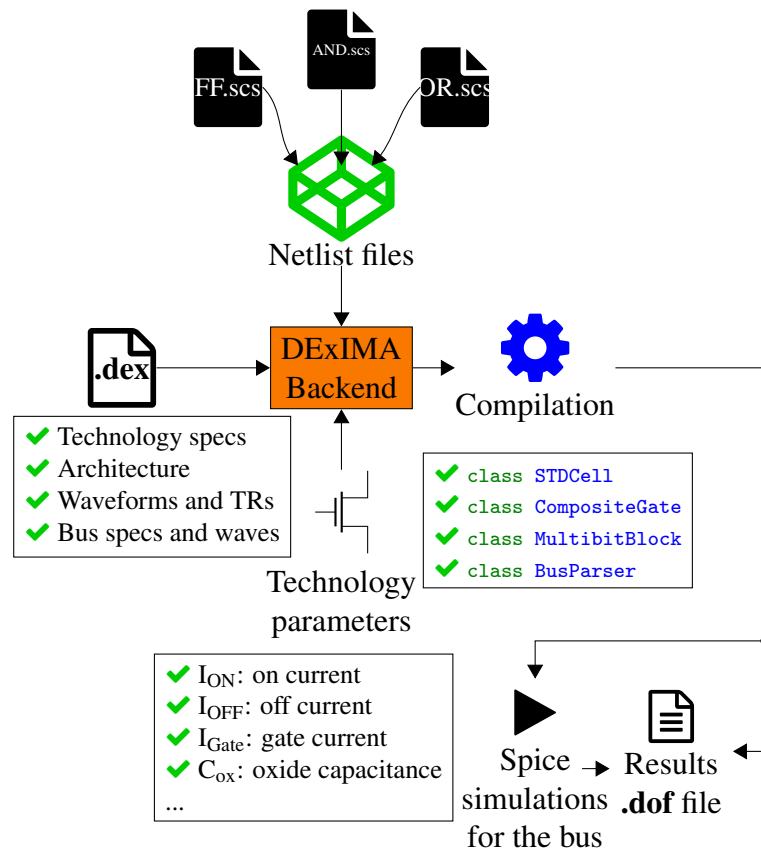 FF.scs
AND.scs
OR.scs
Netlist files
.dex
DExIMA
Backend
Compilation
Technology specs
Architecture
Waveforms and TRs
Bus specs and waves
class STDCell
class CompositeGate
class MultibitBlock
class BusParser
Technology
parameters
I_ON: on current
I_OFF: off current
I_Gate: gate current
C_ox: oxide capacitance
...
Spice
simulations
for the bus
Results
.dof file